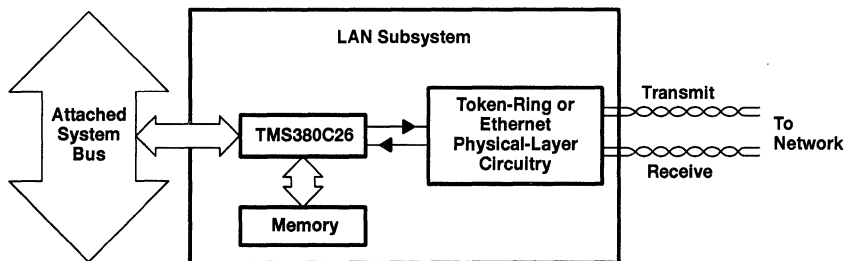 LAN Subsystem
Attached
System
Bus
TMS380C26
Memory
Token-Ring or
Ethernet
Physical-Layer
Circuitry
Transmit
Receive
To
Network